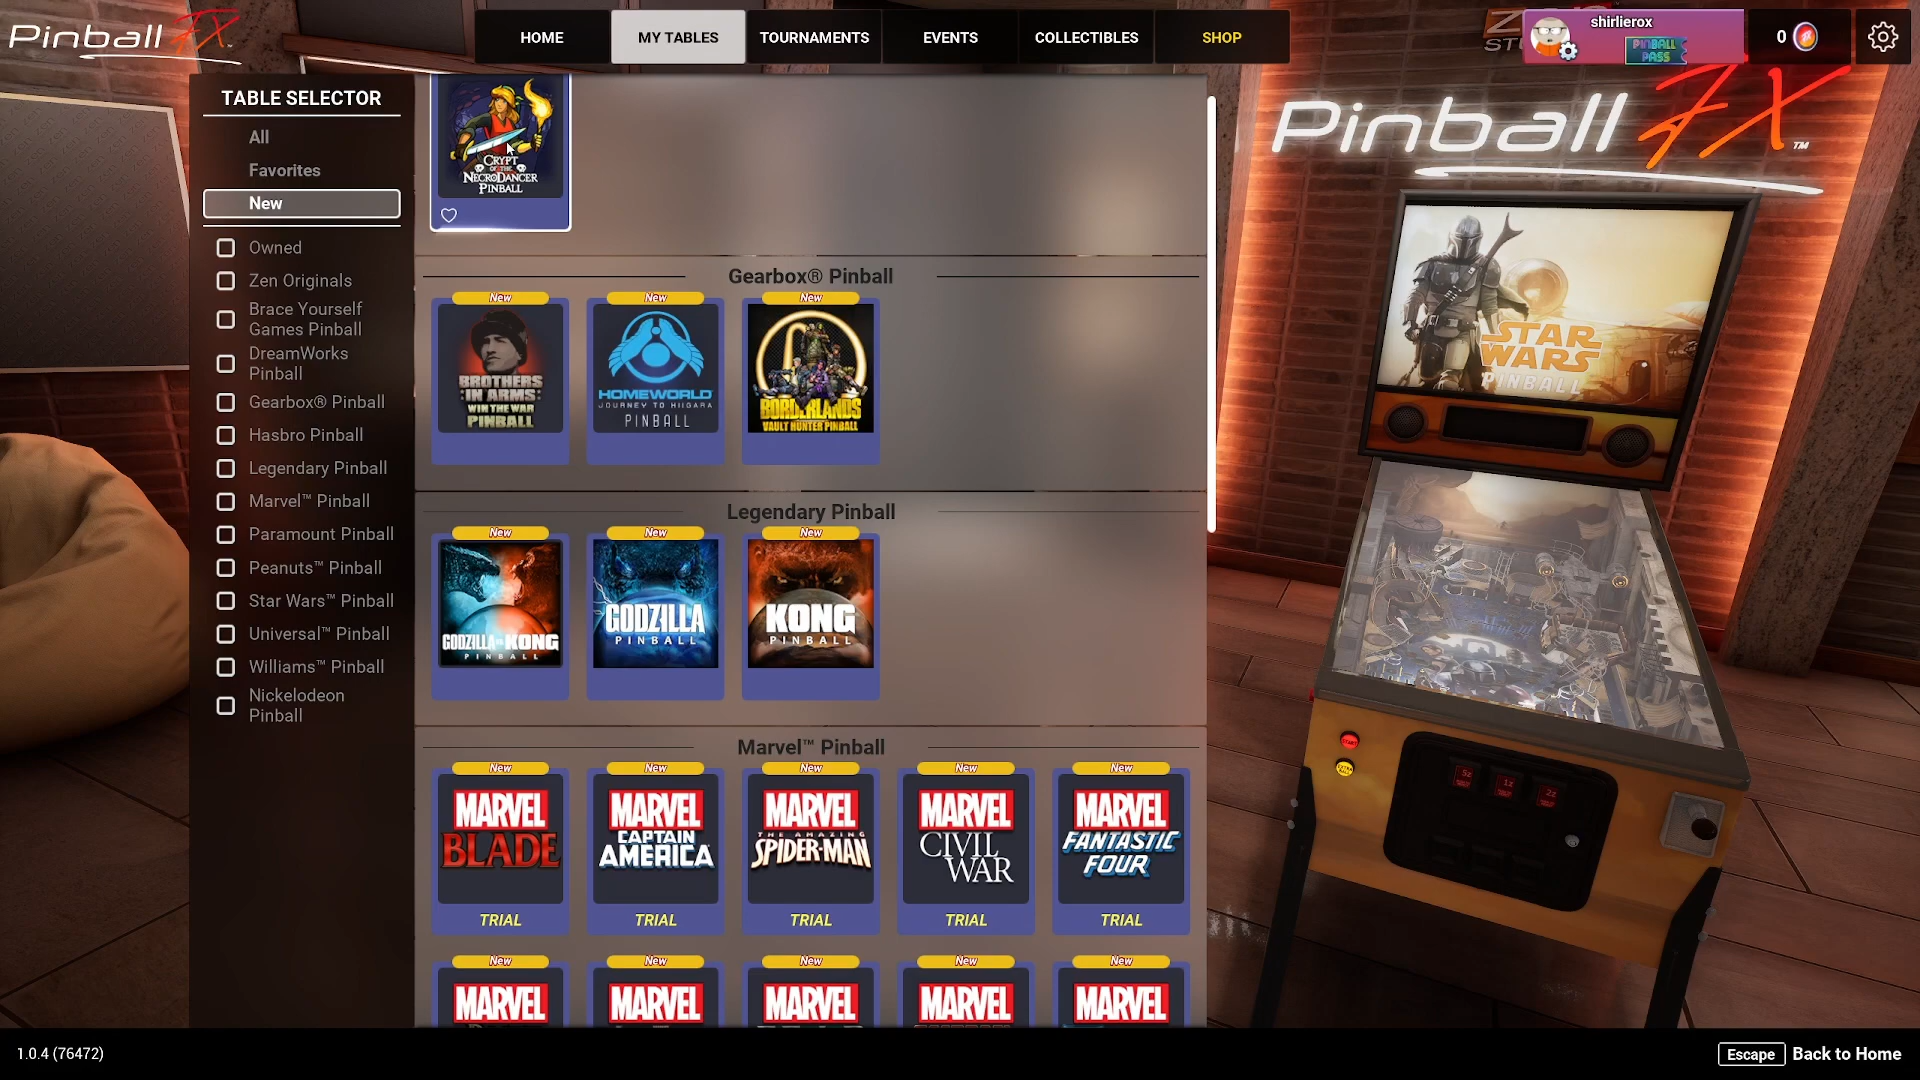 Pinball FX
HOME
MY TABLES
TOURNAMENTS
EVENTS
COLLECTIBLES
SHOP
shirlierox
PINBALL
PASS
0
TABLE SELECTOR
All
Favorites
New
Owned
Zen Originals
Brace Yourself
Games Pinball
DreamWorks
Pinball
Gearbox® Pinball
Hasbro Pinball
Legendary Pinball
Marvel™ Pinball
Paramount Pinball
Peanuts™ Pinball
Star Wars™ Pinball
Universal™ Pinball
Williams™ Pinball
Nickelodeon
Pinball
CRYPT
OF THE
NECRODANCER
PINBALL
Gearbox® Pinball
New
New
New
BROTHERS
IN ARMS:
WIN THE WAR
PINBALL
HOMEWORLD
JOURNEY TO HIIGARA
PINBALL
BORDERLANDS
VAULT HUNTER PINBALL
Legendary Pinball
New
New
New
GODZILLA vs KONG
PINBALL
GODZILLA
PINBALL
KONG
PINBALL
Marvel™ Pinball
New
New
New
New
New
MARVEL
BLADE
TRIAL
MARVEL
CAPTAIN
AMERICA
TRIAL
MARVEL
THE AMAZING
SPIDER-MAN
TRIAL
MARVEL
CIVIL
WAR
TRIAL
MARVEL
FANTASTIC
FOUR
TRIAL
New
New
New
New
New
MARVEL
MARVEL
MARVEL
MARVEL
MARVEL
Pinball FX™
STAR
WARS
PINBALL
START
5x
1x
2x
1.0.4 (76472)
Escape
Back to Home